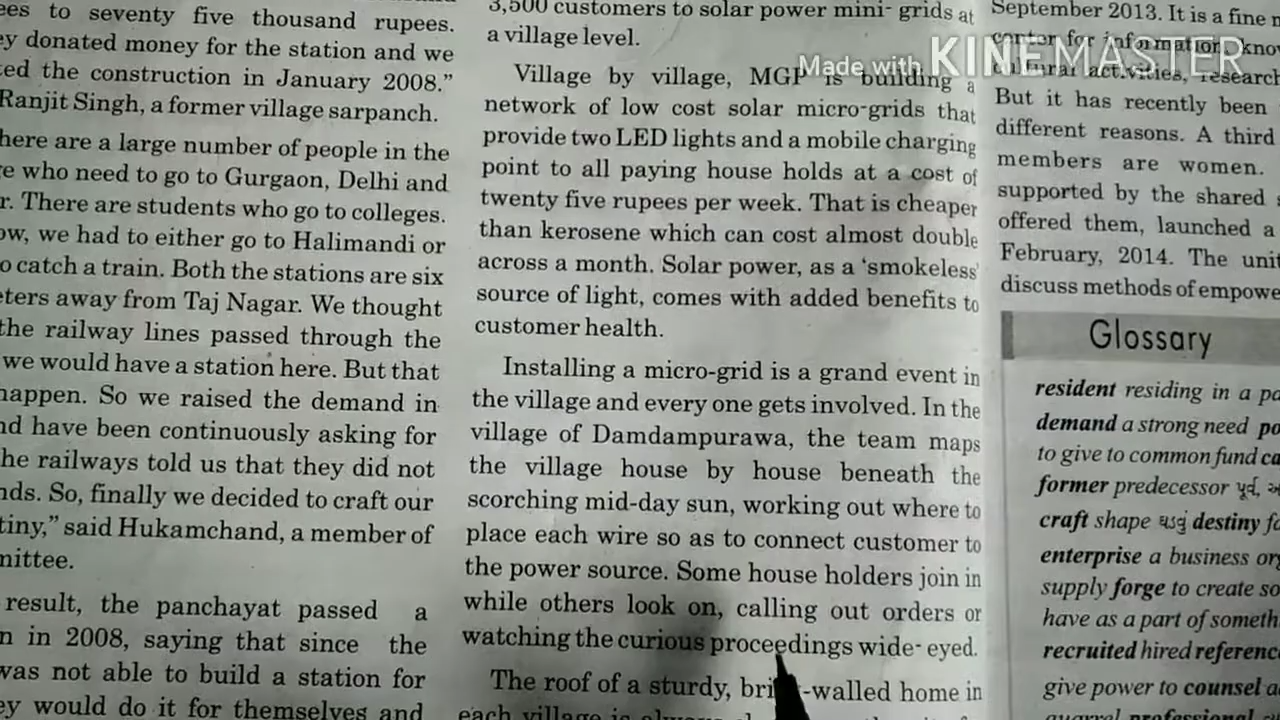 ees to seventy five thousand rupees.
ey donated money for the station and we
ted the construction in January 2008."
Ranjit Singh, a former village sarpanch.
here are a large number of people in the
e who need to go to Gurgaon, Delhi and
r. There are students who go to colleges.
ow, we had to either go to Halimandi or
o catch a train. Both the stations are six
eters away from Taj Nagar. We thought
the railway lines passed through the
we would have a station here. But that
happen. So we raised the demand in
nd have been continuously asking for
he railways told us that they did not
nds. So, finally we decided to craft our
tiny," said Hukamchand, a member of
mittee.
result, the panchayat passed a
n in 2008, saying that since the
was not able to build a station for
ey would do it for themselves and
3,500 customers to solar power mini- grids at
a village level.
Village by village, MGP is building a
network of low cost solar micro-grids that
provide two LED lights and a mobile charging
point to all paying house holds at a cost of
twenty five rupees per week. That is cheaper
than kerosene which can cost almost double
across a month. Solar power, as a 'smokeless'
source of light, comes with added benefits to
customer health.
Installing a micro-grid is a grand event in
the village and every one gets involved. In the
village of Damdampurawa, the team maps
the village house by house beneath the
scorching mid-day sun, working out where to
place each wire so as to connect customer to
the power source. Some house holders join in
while others look on, calling out orders or
watching the curious proceedings wide- eyed.
The roof of a sturdy, bri -walled home in
each village is
September 2013. It is a fine
center for information, know
cultural activities, research
But it has recently been
different reasons. A third
members are women.
supported by the shared
offered them, launched a
February, 2014. The unit
discuss methods of empowe
Glossary
resident residing in a pa
demand a strong need po
to give to common fund ca
former predecessor પૂર્વ,
craft shape ઘડવું destiny fa
enterprise a business org
supply forge to create so
have as a part of someth
recruited hired reference
give power to counsel a
quarrel professional
Made with KINEMASTER